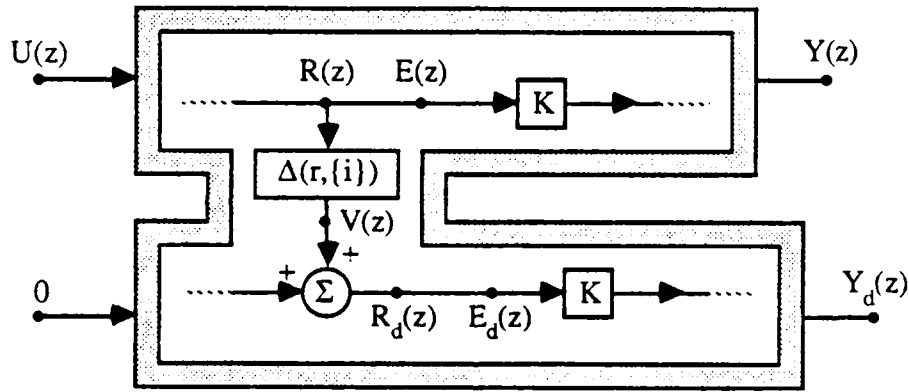 U(z)
Y(z)
R(z) E(z)
K
Δ(r,{i})
V(z)
+
+
Σ
K
0
R_d(z) E_d(z)
Y_d(z)